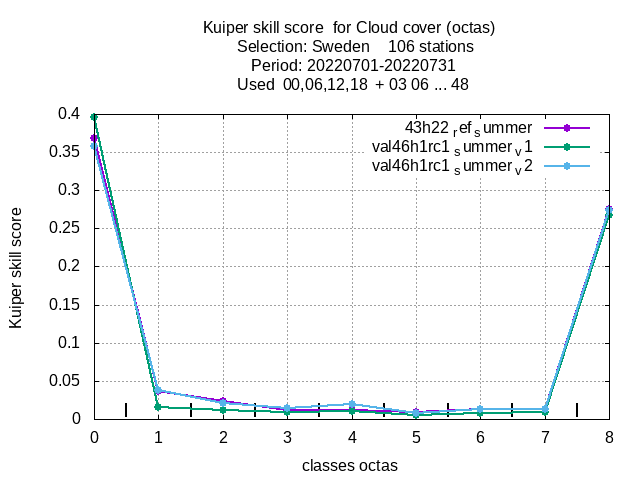 Kuiper skill score  for Cloud cover (octas)
Selection: Sweden    106 stations
Period: 20220701-20220731
Used  00,06,12,18  + 03 06 ... 48
43h22 ref summer
val46h1rc1 summer v1
val46h1rc1 summer v2
0.4
0.35
0.3
0.25
0.2
0.15
0.1
0.05
0
Kuiper skill score
0 1 2 3 4 5 6 7 8
classes octas